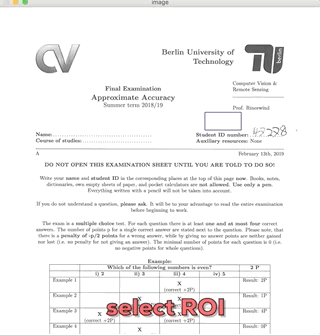 image
CV
Berlin University of
Technology
berlin
Final Examination
Approximate Accuracy
Summer term 2018/19
Computer Vision &
Remote Sensing
Prof. Rinnewind
Name:
Course of studies:
Student ID number:
Auxiliary resources: None
A
February 13th, 2019
DO NOT OPEN THIS EXAMINATION SHEET UNTIL YOU ARE TOLD TO DO SO!
Write your name and student ID in the corresponding places at the top of this page now. Books, notes,
dictionaries, own empty sheets of paper, and pocket calculators are not allowed. Use only a pen.
Everything written with a pencil will not be taken into account.
If you do not understand a question, please ask. It will be to your advantage to read the entire examination
before beginning to work.
The exam is a multiple choice test. For each question there is at least one and at most four correct
answers. The number of points p for a single correct answer are stated next to the question. Please note, that
there is a penalty of -p/2 points for a wrong answer, while by giving no answer points are neither gained
nor lost (i.e. no penalty for not giving an answer). The minimal number of points for each question is 0 (i.e.
no negative points for whole questions).
Example:
Which of the following numbers is even? 2 P
i) 2 ii) 3 iii) 4 iv) 5
Example 1 X Result: 2P
(correct +2P)
Example 2 Result: 0P
Example 3 X
(correct +2P)
Example 4 X
select ROI